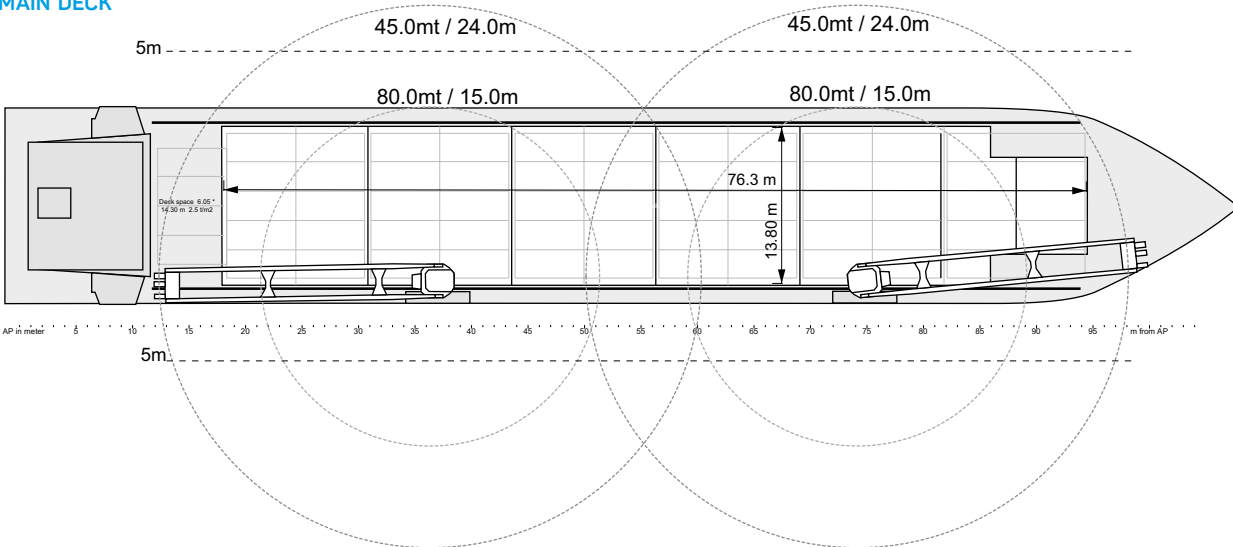 MAIN DECK
45.0mt / 24.0m
45.0mt / 24.0m
5m
80.0mt / 15.0m
80.0mt / 15.0m
76.3 m
13.80 m
Deck space 6.05 *
14.30 m 2.5 t/m2
AP in meter 5 10 15 20 25 30 35 40 45 50 55 60 65 70 75 80 85 90 95 m from AP
5m